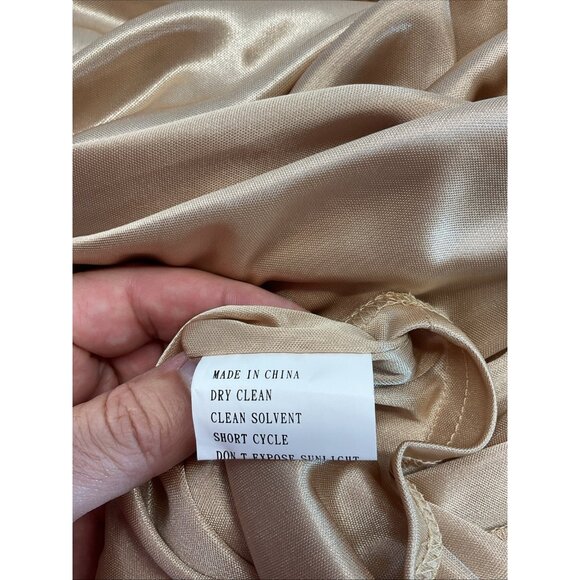 MADE IN CHINA
DRY CLEAN
CLEAN SOLVENT
SHORT CYCLE
DON T EXPOSE SUNLIGHT